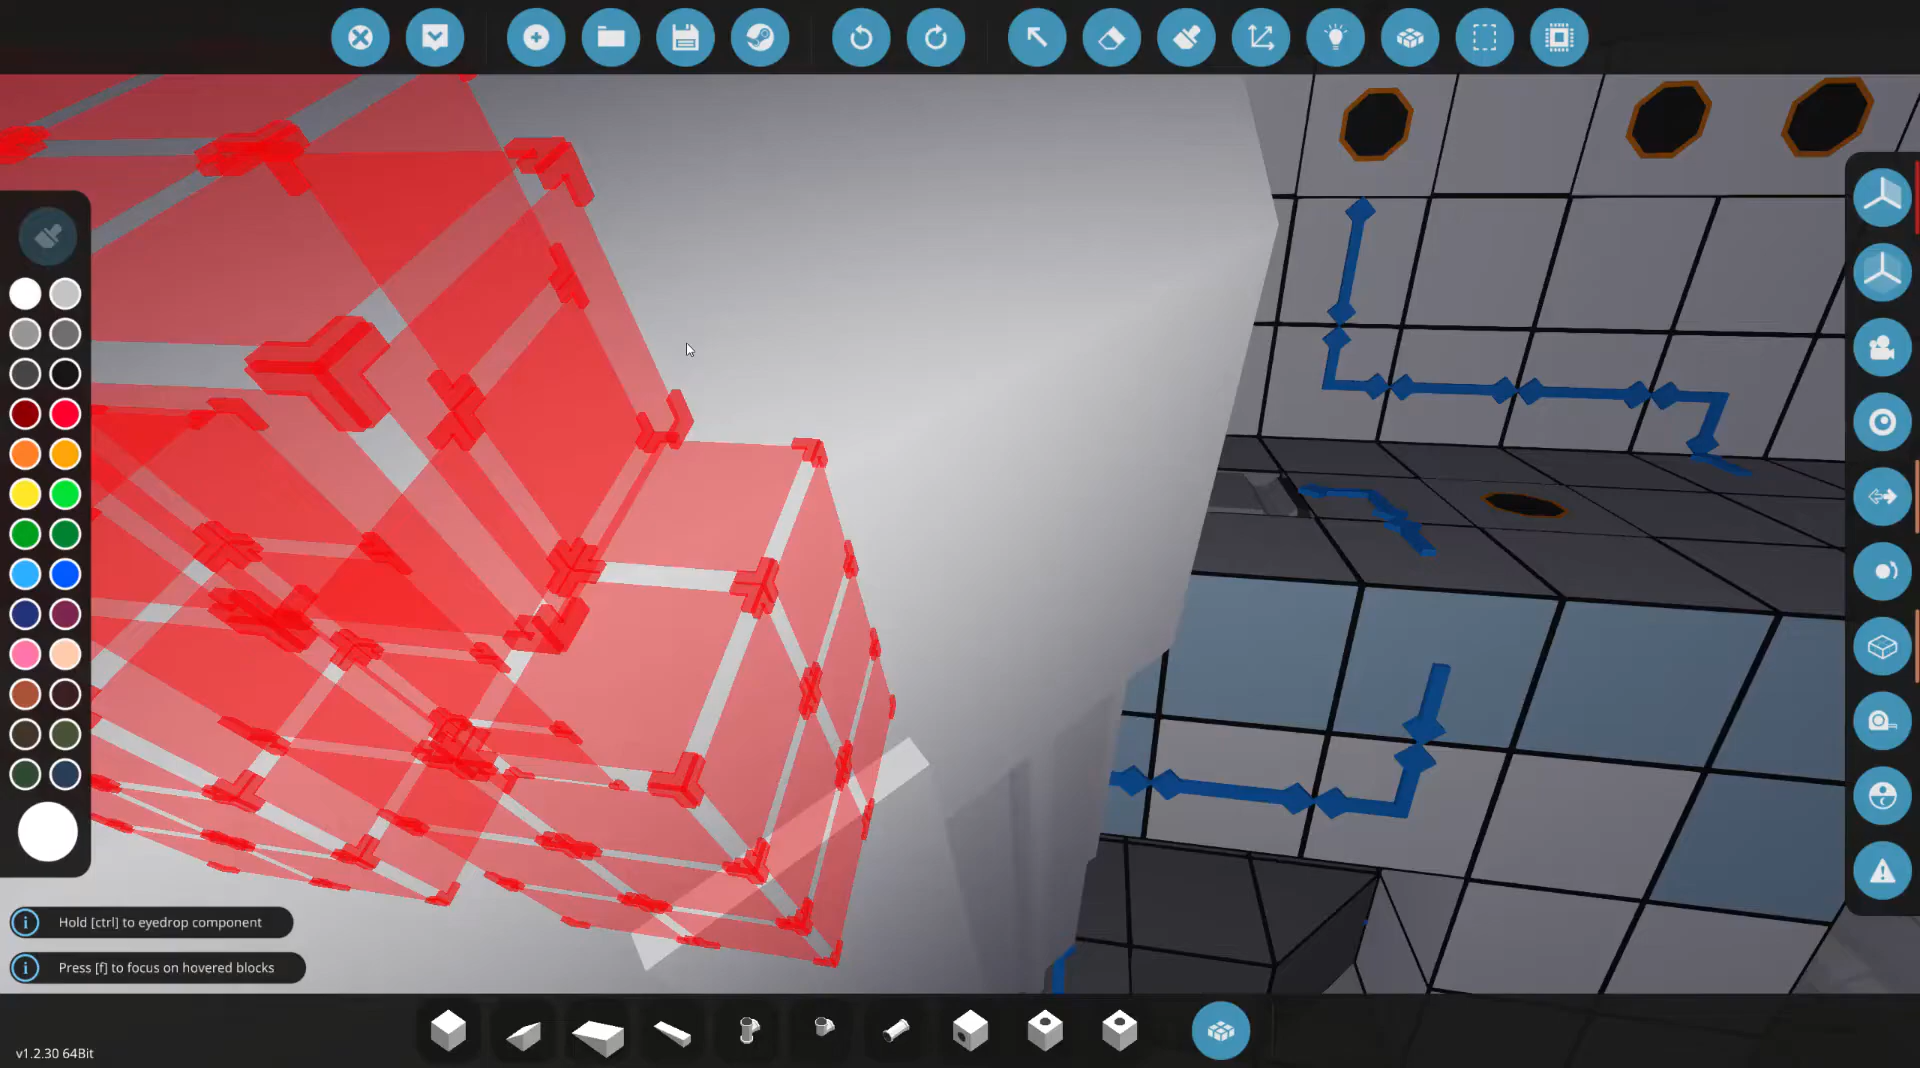 Hold [ctrl] to eyedrop component
Press [f] to focus on hovered blocks
v1.2.30 64Bit